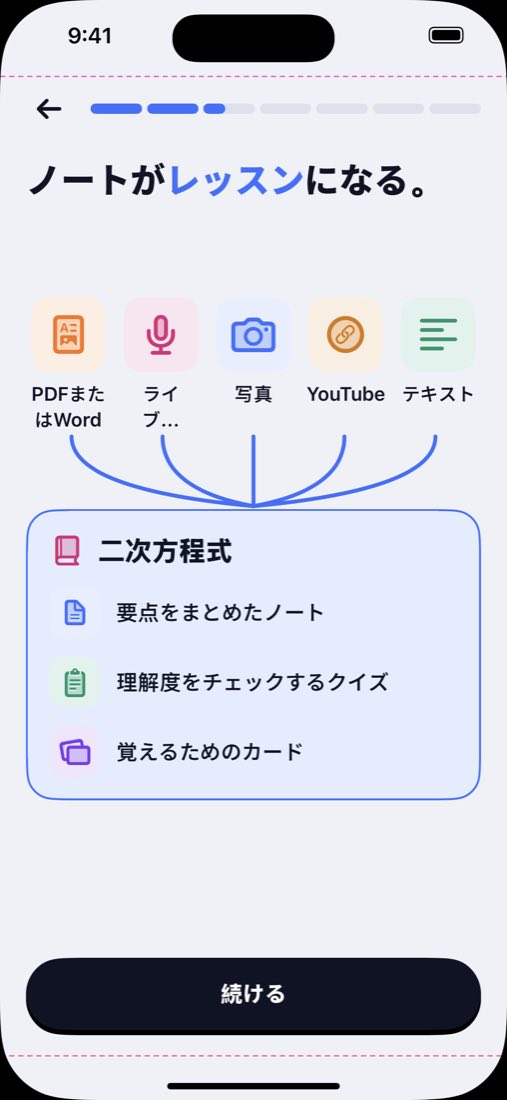 9:41
ノートがレッスンになる。
PDFまた
はWord
ライ
ブ...
写真
YouTube
テキスト
二次方程式
要点をまとめたノート
理解度をチェックするクイズ
覚えるためのカード
続ける